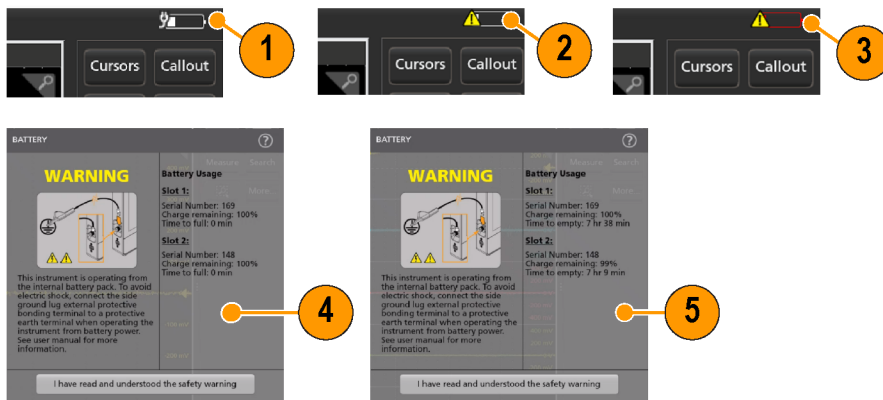 1
Cursors
Callout
2
Cursors
Callout
3
Cursors
Callout
BATTERY
?
WARNING
This instrument is operating from
the internal battery pack. To avoid
electric shock, connect the side
ground lug external protective
bonding terminal to a protective
earth terminal when operating the
instrument from battery power.
See user manual for more
information.
Measure Search
Battery Usage
Slot 1:
More...
Serial Number: 169
Charge remaining: 100%
Time to full: 0 min
Slot 2:
Serial Number: 148
Charge remaining: 100%
Time to full: 0 min
I have read and understood the safety warning
4
BATTERY
?
WARNING
This instrument is operating from
the internal battery pack. To avoid
electric shock, connect the side
ground lug external protective
bonding terminal to a protective
earth terminal when operating the
instrument from battery power.
See user manual for more
information.
Measure Search
Battery Usage
Slot 1:
More...
Serial Number: 169
Charge remaining: 100%
Time to empty: 7 hr 38 min
Slot 2:
Serial Number: 148
Charge remaining: 99%
Time to empty: 7 hr 9 min
I have read and understood the safety warning
5